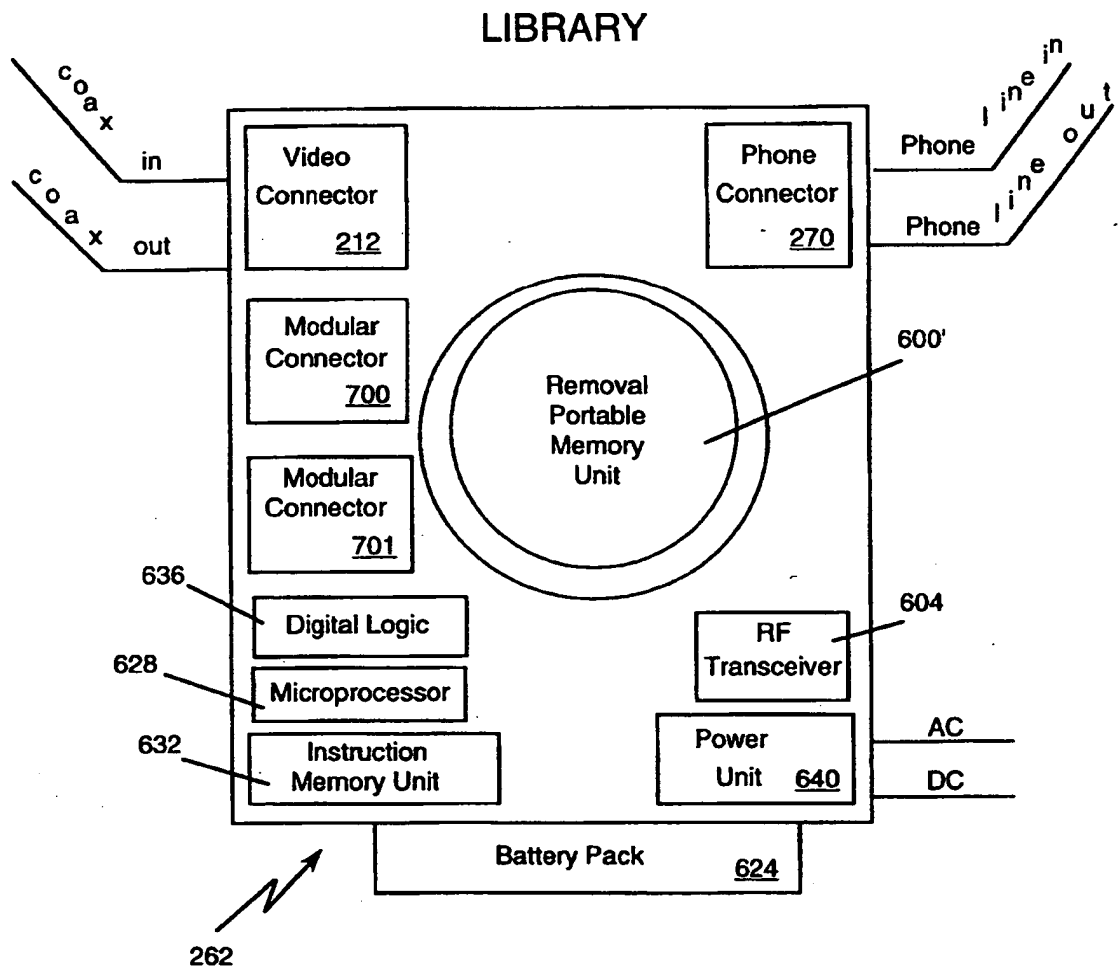 LIBRARY
coax in
coax out
Phone line in
Phone line out
Video
Connector
212
Phone
Connector
270
Modular
Connector
700
600'
Removal
Portable
Memory
Unit
Modular
Connector
701
636
Digital Logic
604
RF
Transceiver
628
Microprocessor
632
Instruction
Memory Unit
Power
Unit 640
AC
DC
Battery Pack 624
262